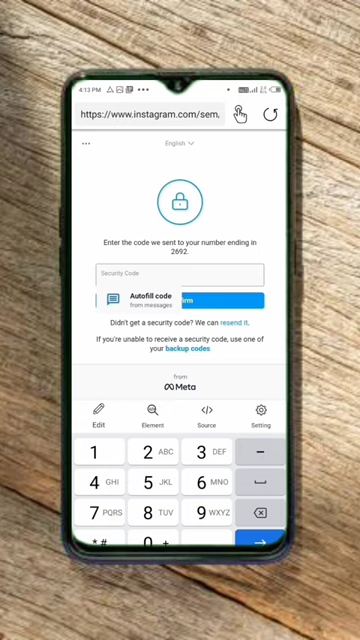 4:13 PM
https://www.instagram.com/sem
English
Enter the code we sent to your number ending in
2692.
Security Code
Autofill code
from messages
Didn't get a security code? We can resend it.
If you're unable to receive a security code, use one of
your backup codes
from
Meta
Edit Element Source Setting
1 2 ABC 3 DEF –
4 GHI 5 JKL 6 MNO
7 PQRS 8 TUV 9 WXYZ
* # 0 +